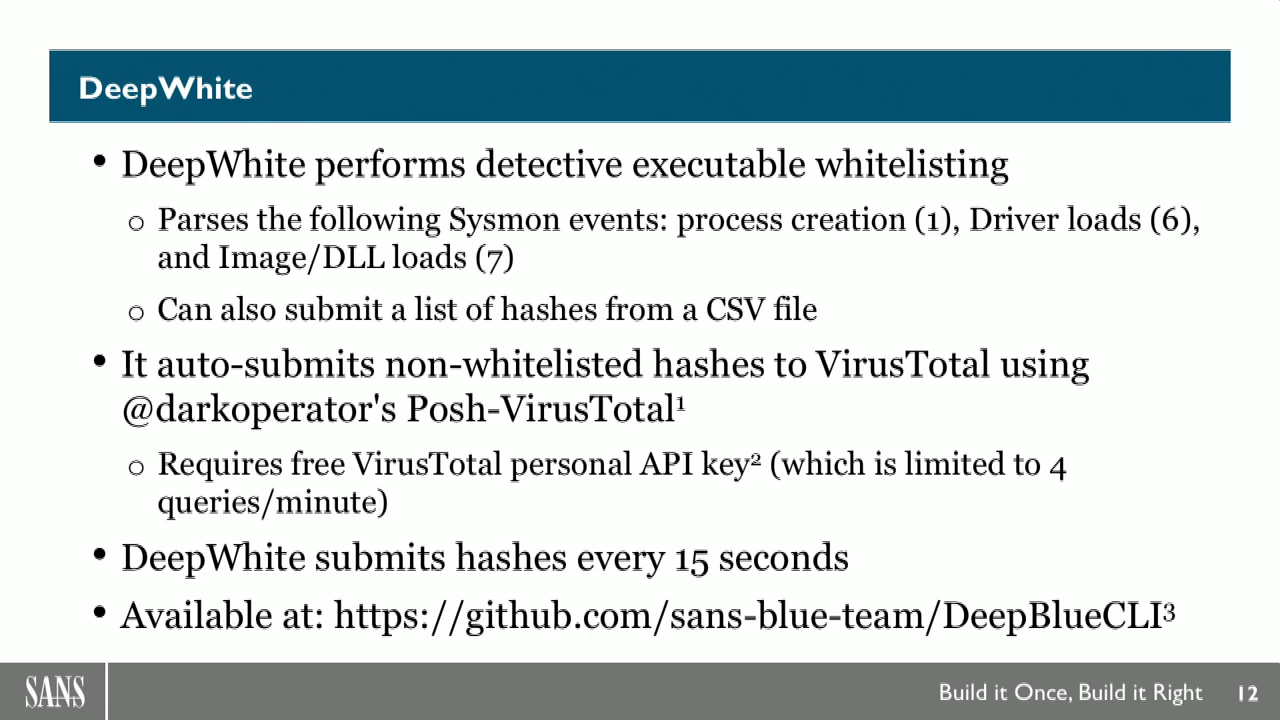 DeepWhite
• DeepWhite performs detective executable whitelisting
o Parses the following Sysmon events: process creation (1), Driver loads (6),
and Image/DLL loads (7)
o Can also submit a list of hashes from a CSV file
• It auto-submits non-whitelisted hashes to VirusTotal using
@darkoperator's Posh-VirusTotal¹
o Requires free VirusTotal personal API key² (which is limited to 4
queries/minute)
• DeepWhite submits hashes every 15 seconds
• Available at: https://github.com/sans-blue-team/DeepBlueCLI³
SANS
Build it Once, Build it Right 12